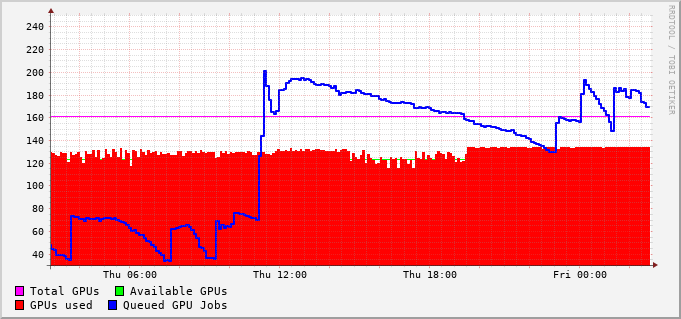 240
220
200
180
160
140
120
100
80
60
40
Thu 06:00 Thu 12:00 Thu 18:00 Fri 00:00
Total GPUs Available GPUs
GPUs used Queued GPU Jobs
RRDTOOL / TOBI OETIKER